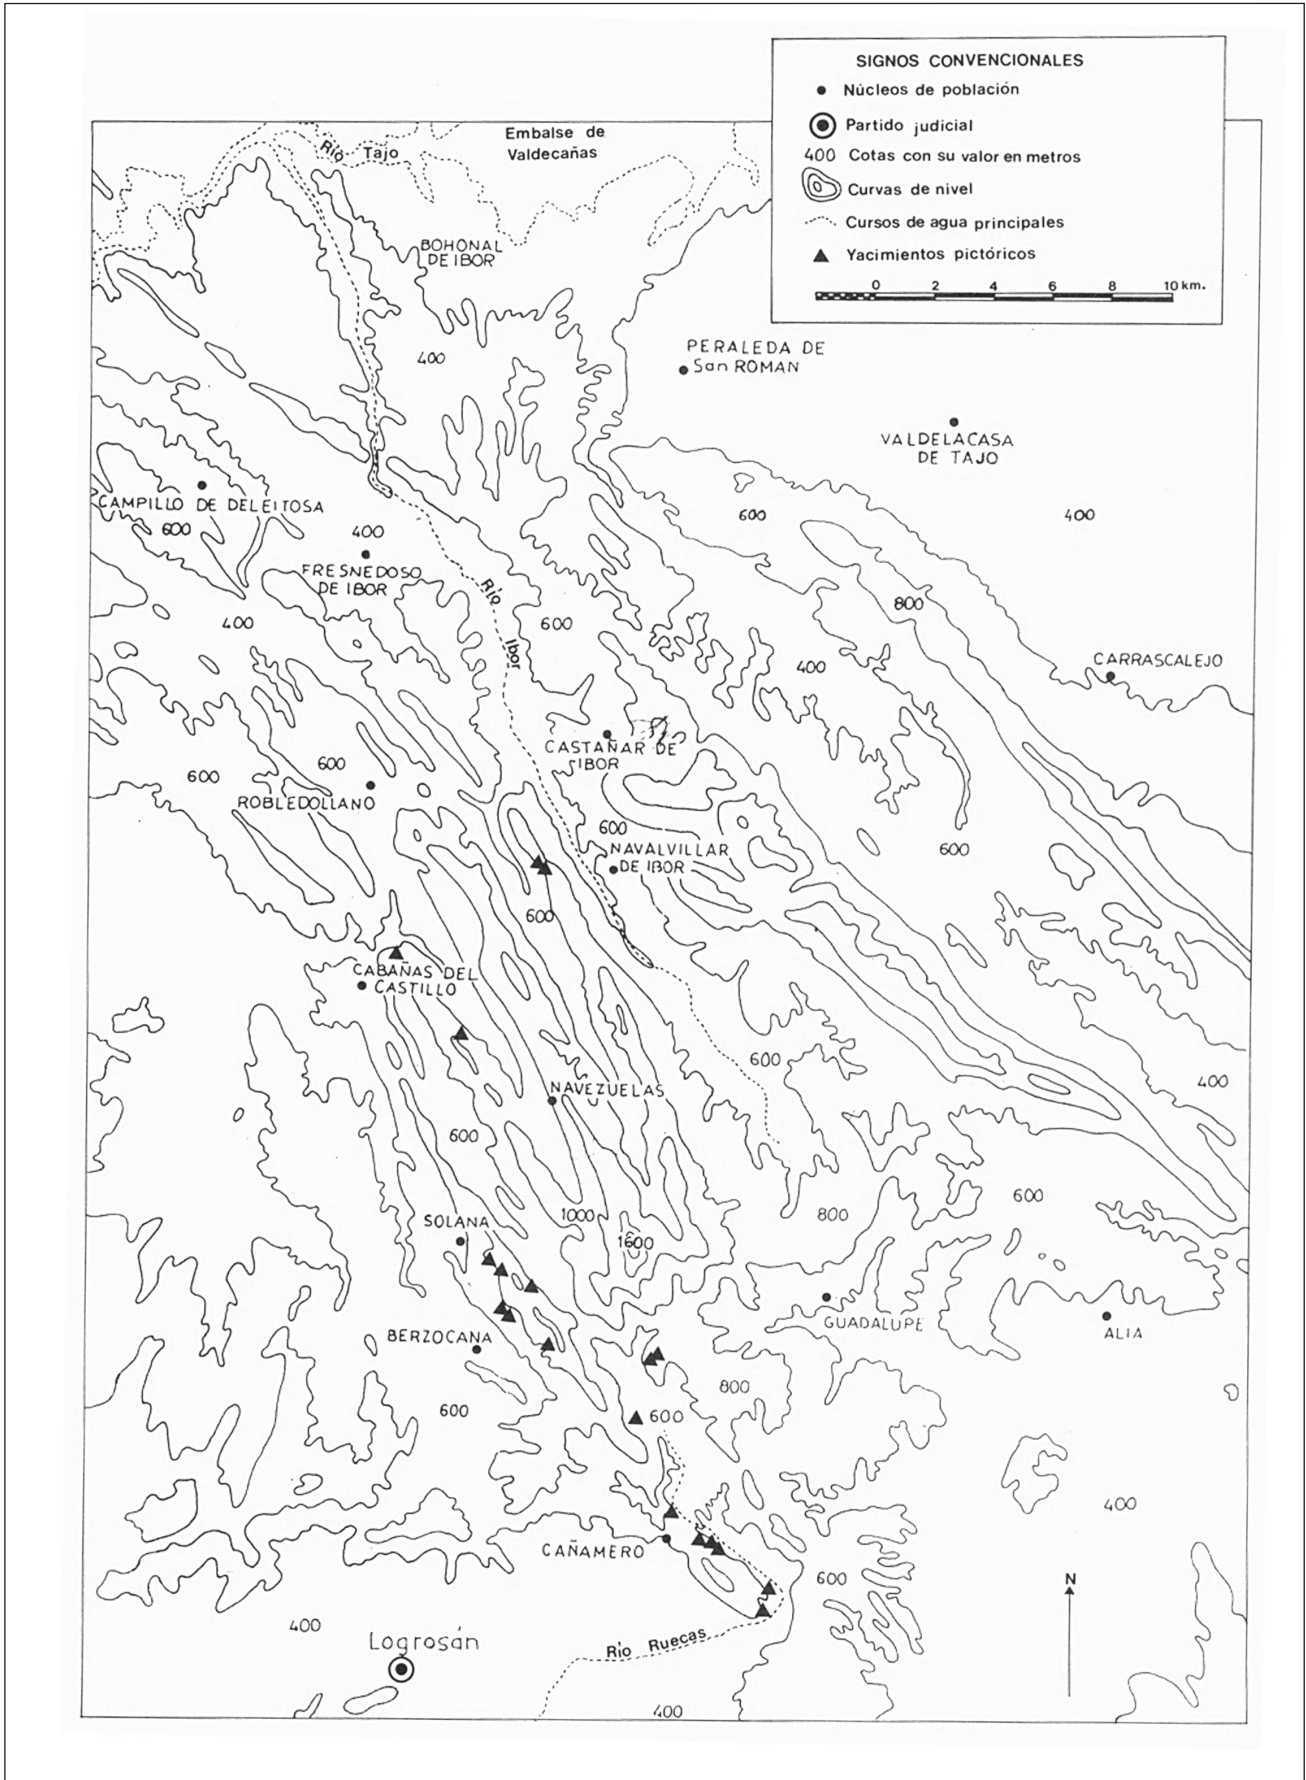 SIGNOS CONVENCIONALES
Núcleos de población
Partido judicial
400 Cotas con su valor en metros
Curvas de nivel
Cursos de agua principales
Yacimientos pictóricos
0 2 4 6 8 10 km.
Embalse de
Valdecañas
Río Tajo
BOHONAL
DE IBOR
400
PERALEDA DE
San ROMAN
VALDELACASA
DE TAJO
CAMPILLO DE DELEITOSA
600
600
400
400
FRESNEDOSO
DE IBOR
Río Ibor
800
400
600
400
CARRASCALEJO
CASTAÑAR DE
IBOR
600
600
ROBLEDOLLANO
600
NAVALVILLAR
DE IBOR
600
600
CABAÑAS DEL
CASTILLO
600
NAVEZUELAS
400
600
600
SOLANA
1000
800
1600
GUADALUPE
ALIA
BERZOCANA
800
600
600
400
CAÑAMERO
600
N
400
Logrosán
Río Ruecas
400